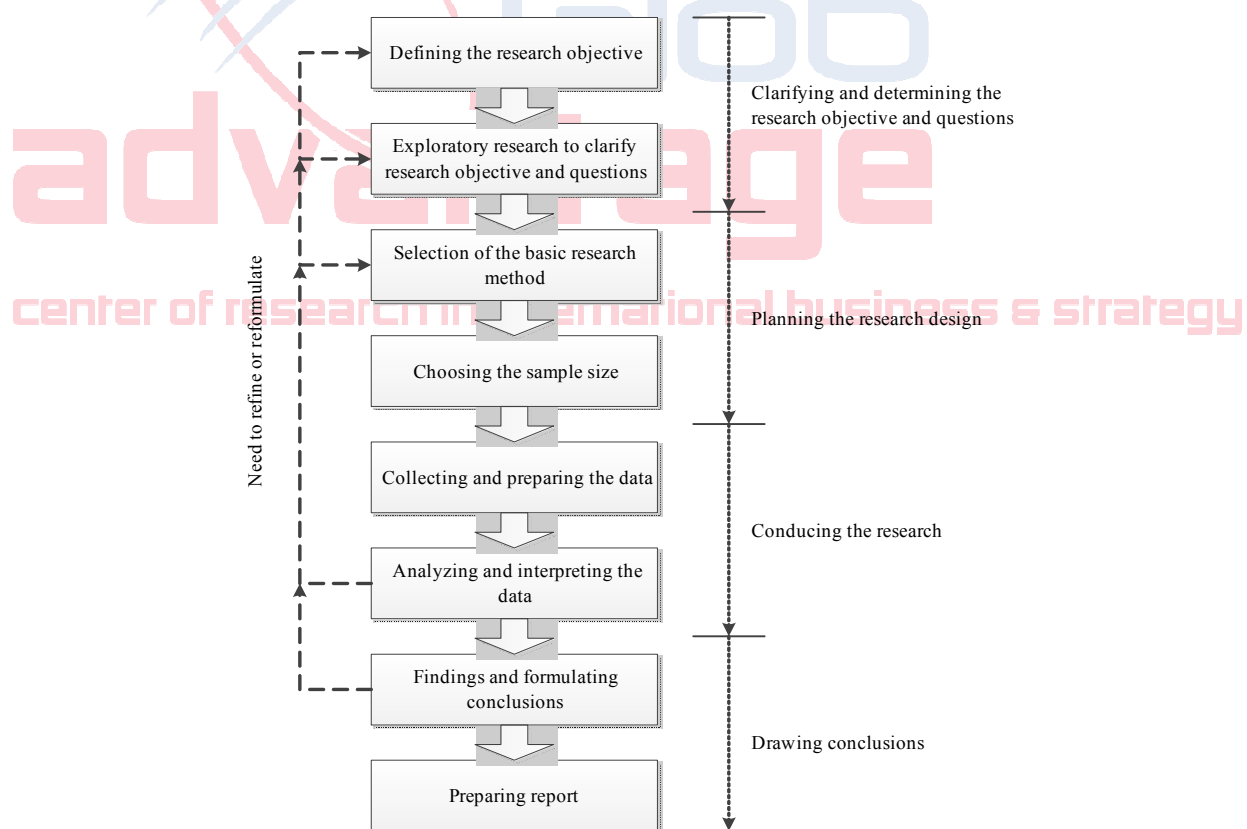 Glob
advantage
center of research in international business & strategy
Defining the research objective
Exploratory research to clarify
research objective and questions
Selection of the basic research
method
Choosing the sample size
Collecting and preparing the data
Analyzing and interpreting the
data
Findings and formulating
conclusions
Preparing report
Need to refine or reformulate
Clarifying and determining the
research objective and questions
Planning the research design
Conducing the research
Drawing conclusions